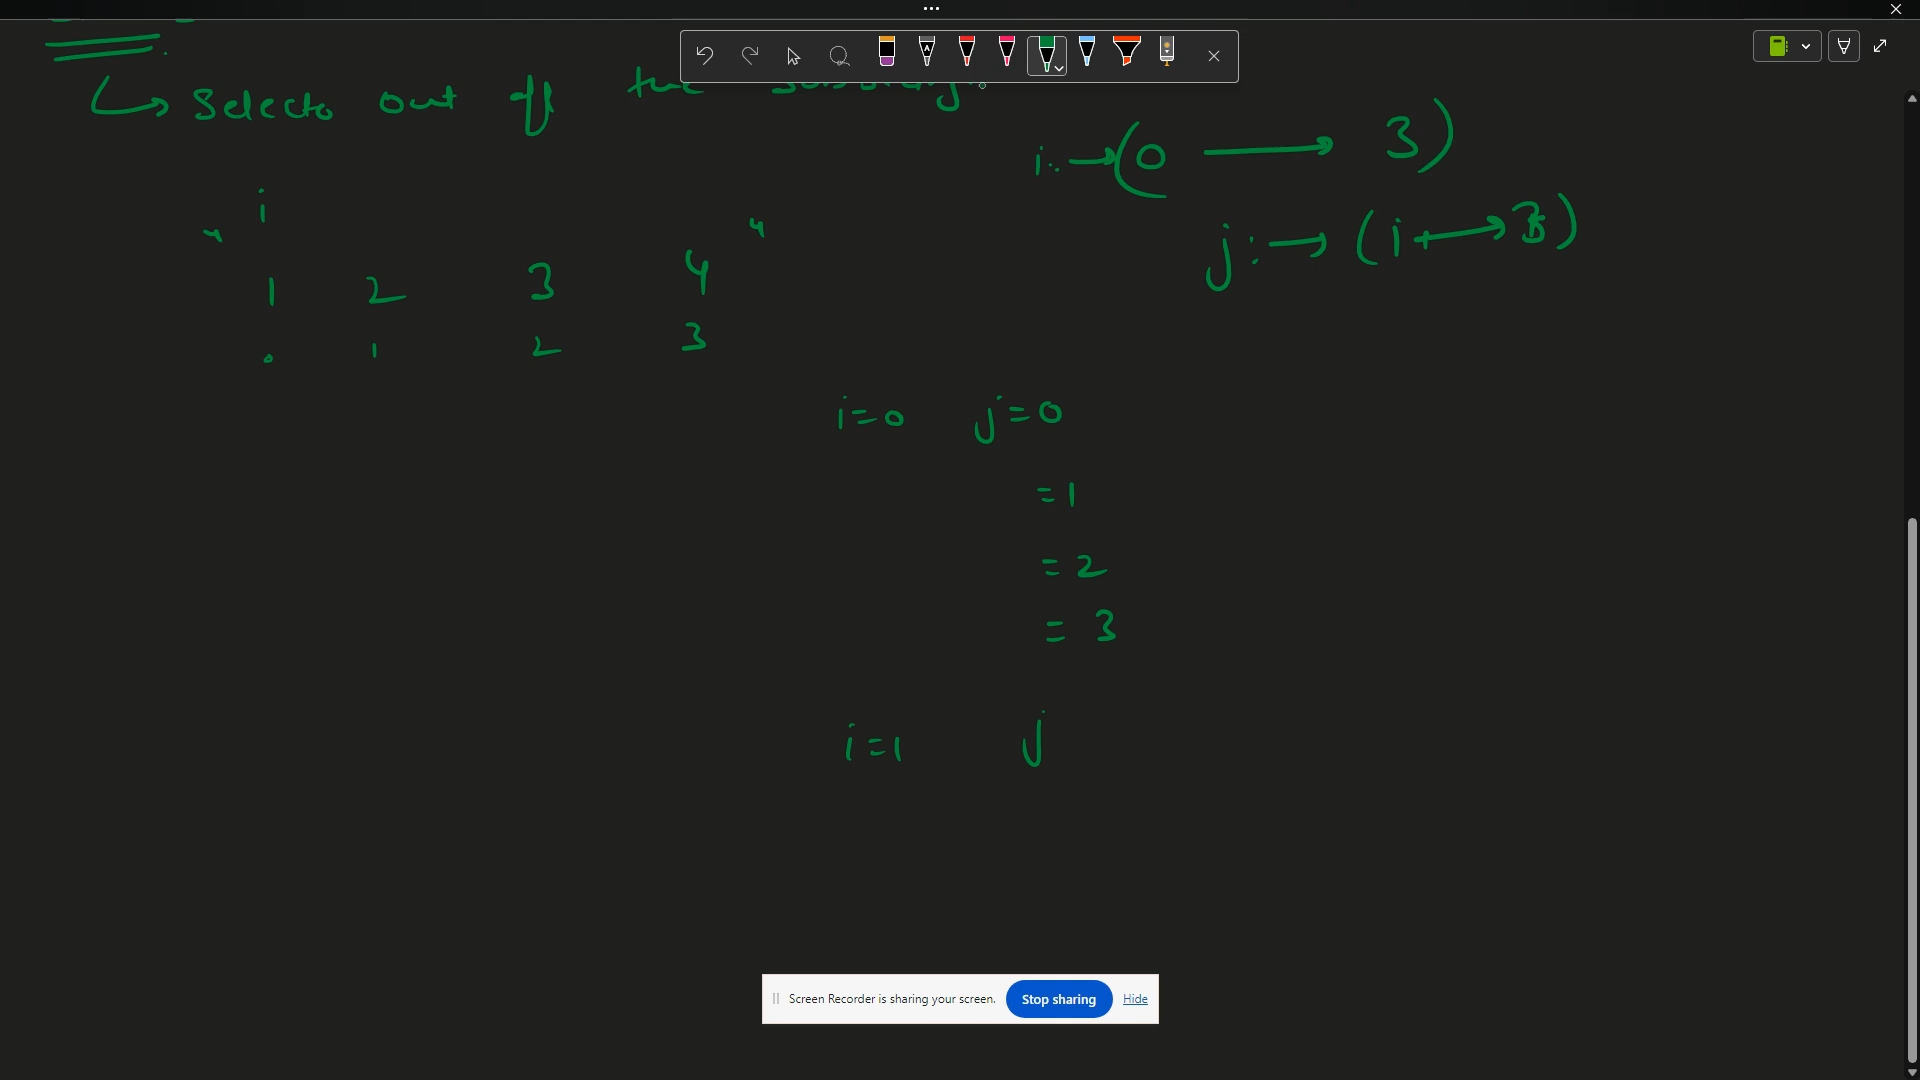 ↳ Selects out of the
i :→ (0 → 3)
i
j :→ (i → 3)
" 1 2 3 4 "
0 1 2 3
i=0 j=0
=1
=2
= 3
i=1 j
Screen Recorder is sharing your screen. Stop sharing Hide